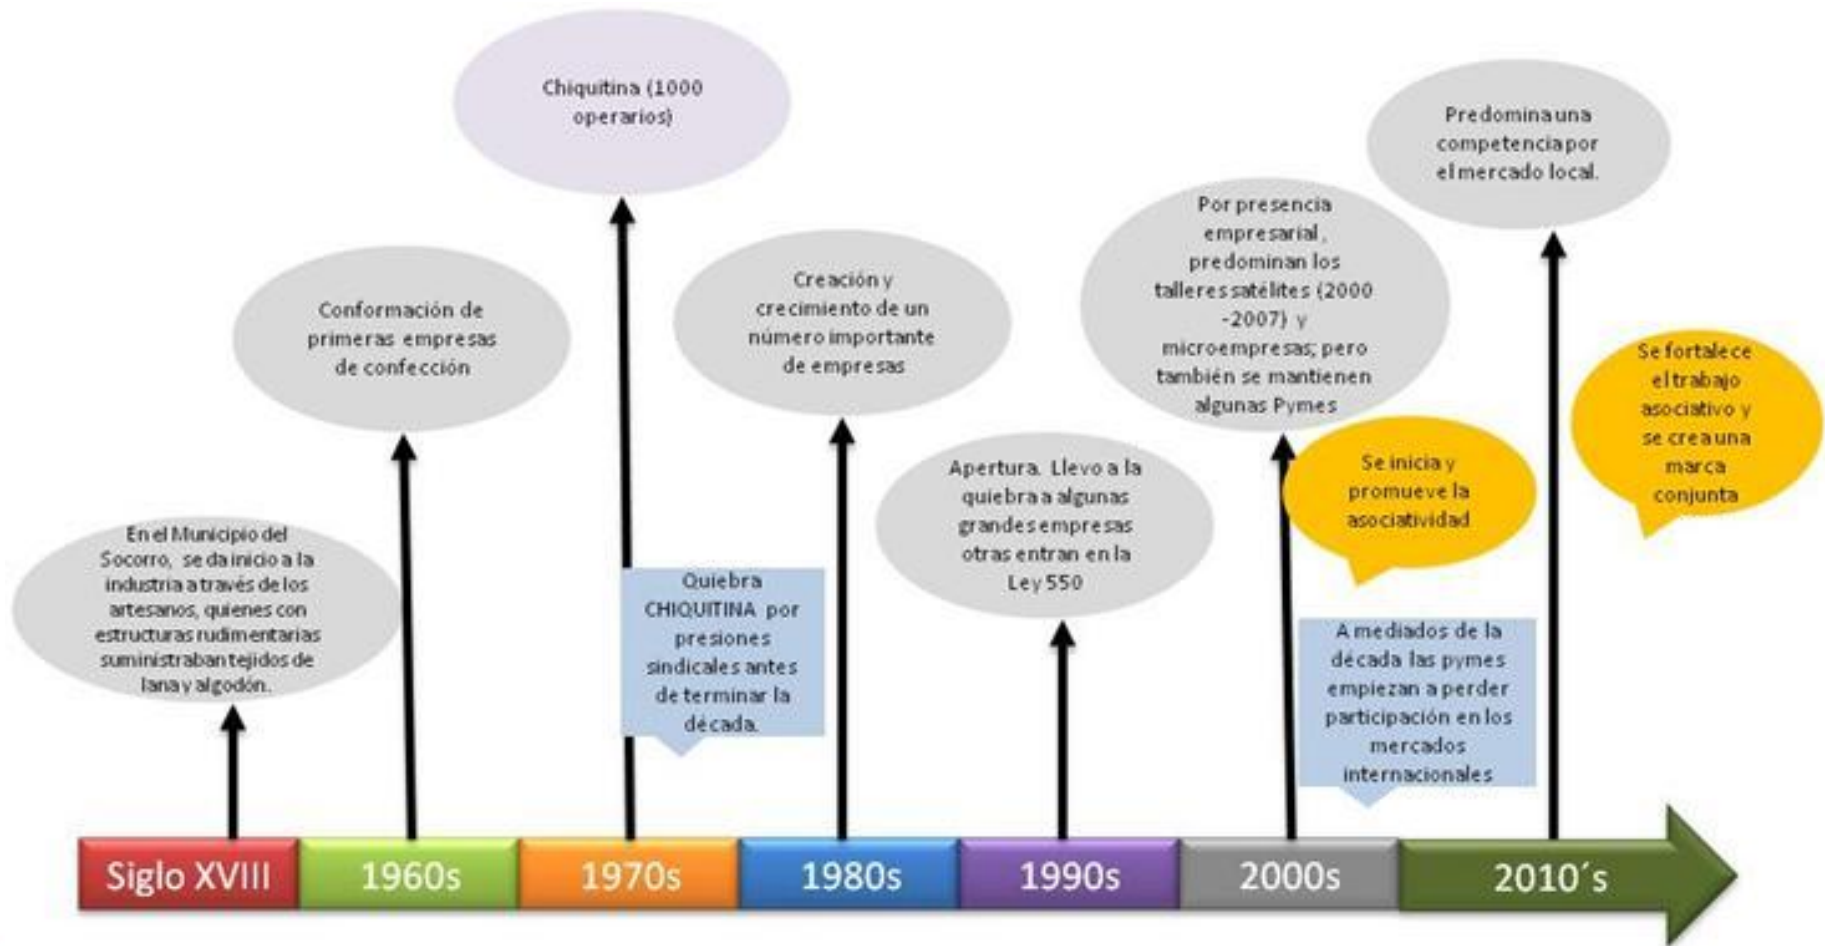 Chiquitina (1000
operarios)
Predomina una
competencia por
el mercado local.
Por presencia
empresarial,
predominan los
talleres satélites (2000
-2007) y
microempresas; pero
también se mantienen
algunas Pymes
Creación y
crecimiento de un
número importante
de empresas
Conformación de
primeras empresas
de confección
Se fortalece
el trabajo
asociativo y
se crea una
marca
conjunta
Se inicia y
promueve la
asociatividad
Apertura. Llevo a la
quiebra a algunas
grandes empresas
otras entran en la
Ley 550
En el Municipio del
Socorro, se da inicio a la
industria a través de los
artesanos, quienes con
estructuras rudimentarias
suministraban tejidos de
lana y algodón.
Quiebra
CHIQUITINA por
presiones
sindicales antes
de terminar la
década.
A mediados de la
década las pymes
empiezan a perder
participación en los
mercados
internacionales
Siglo XVIII
1960s
1970s
1980s
1990s
2000s
2010´s